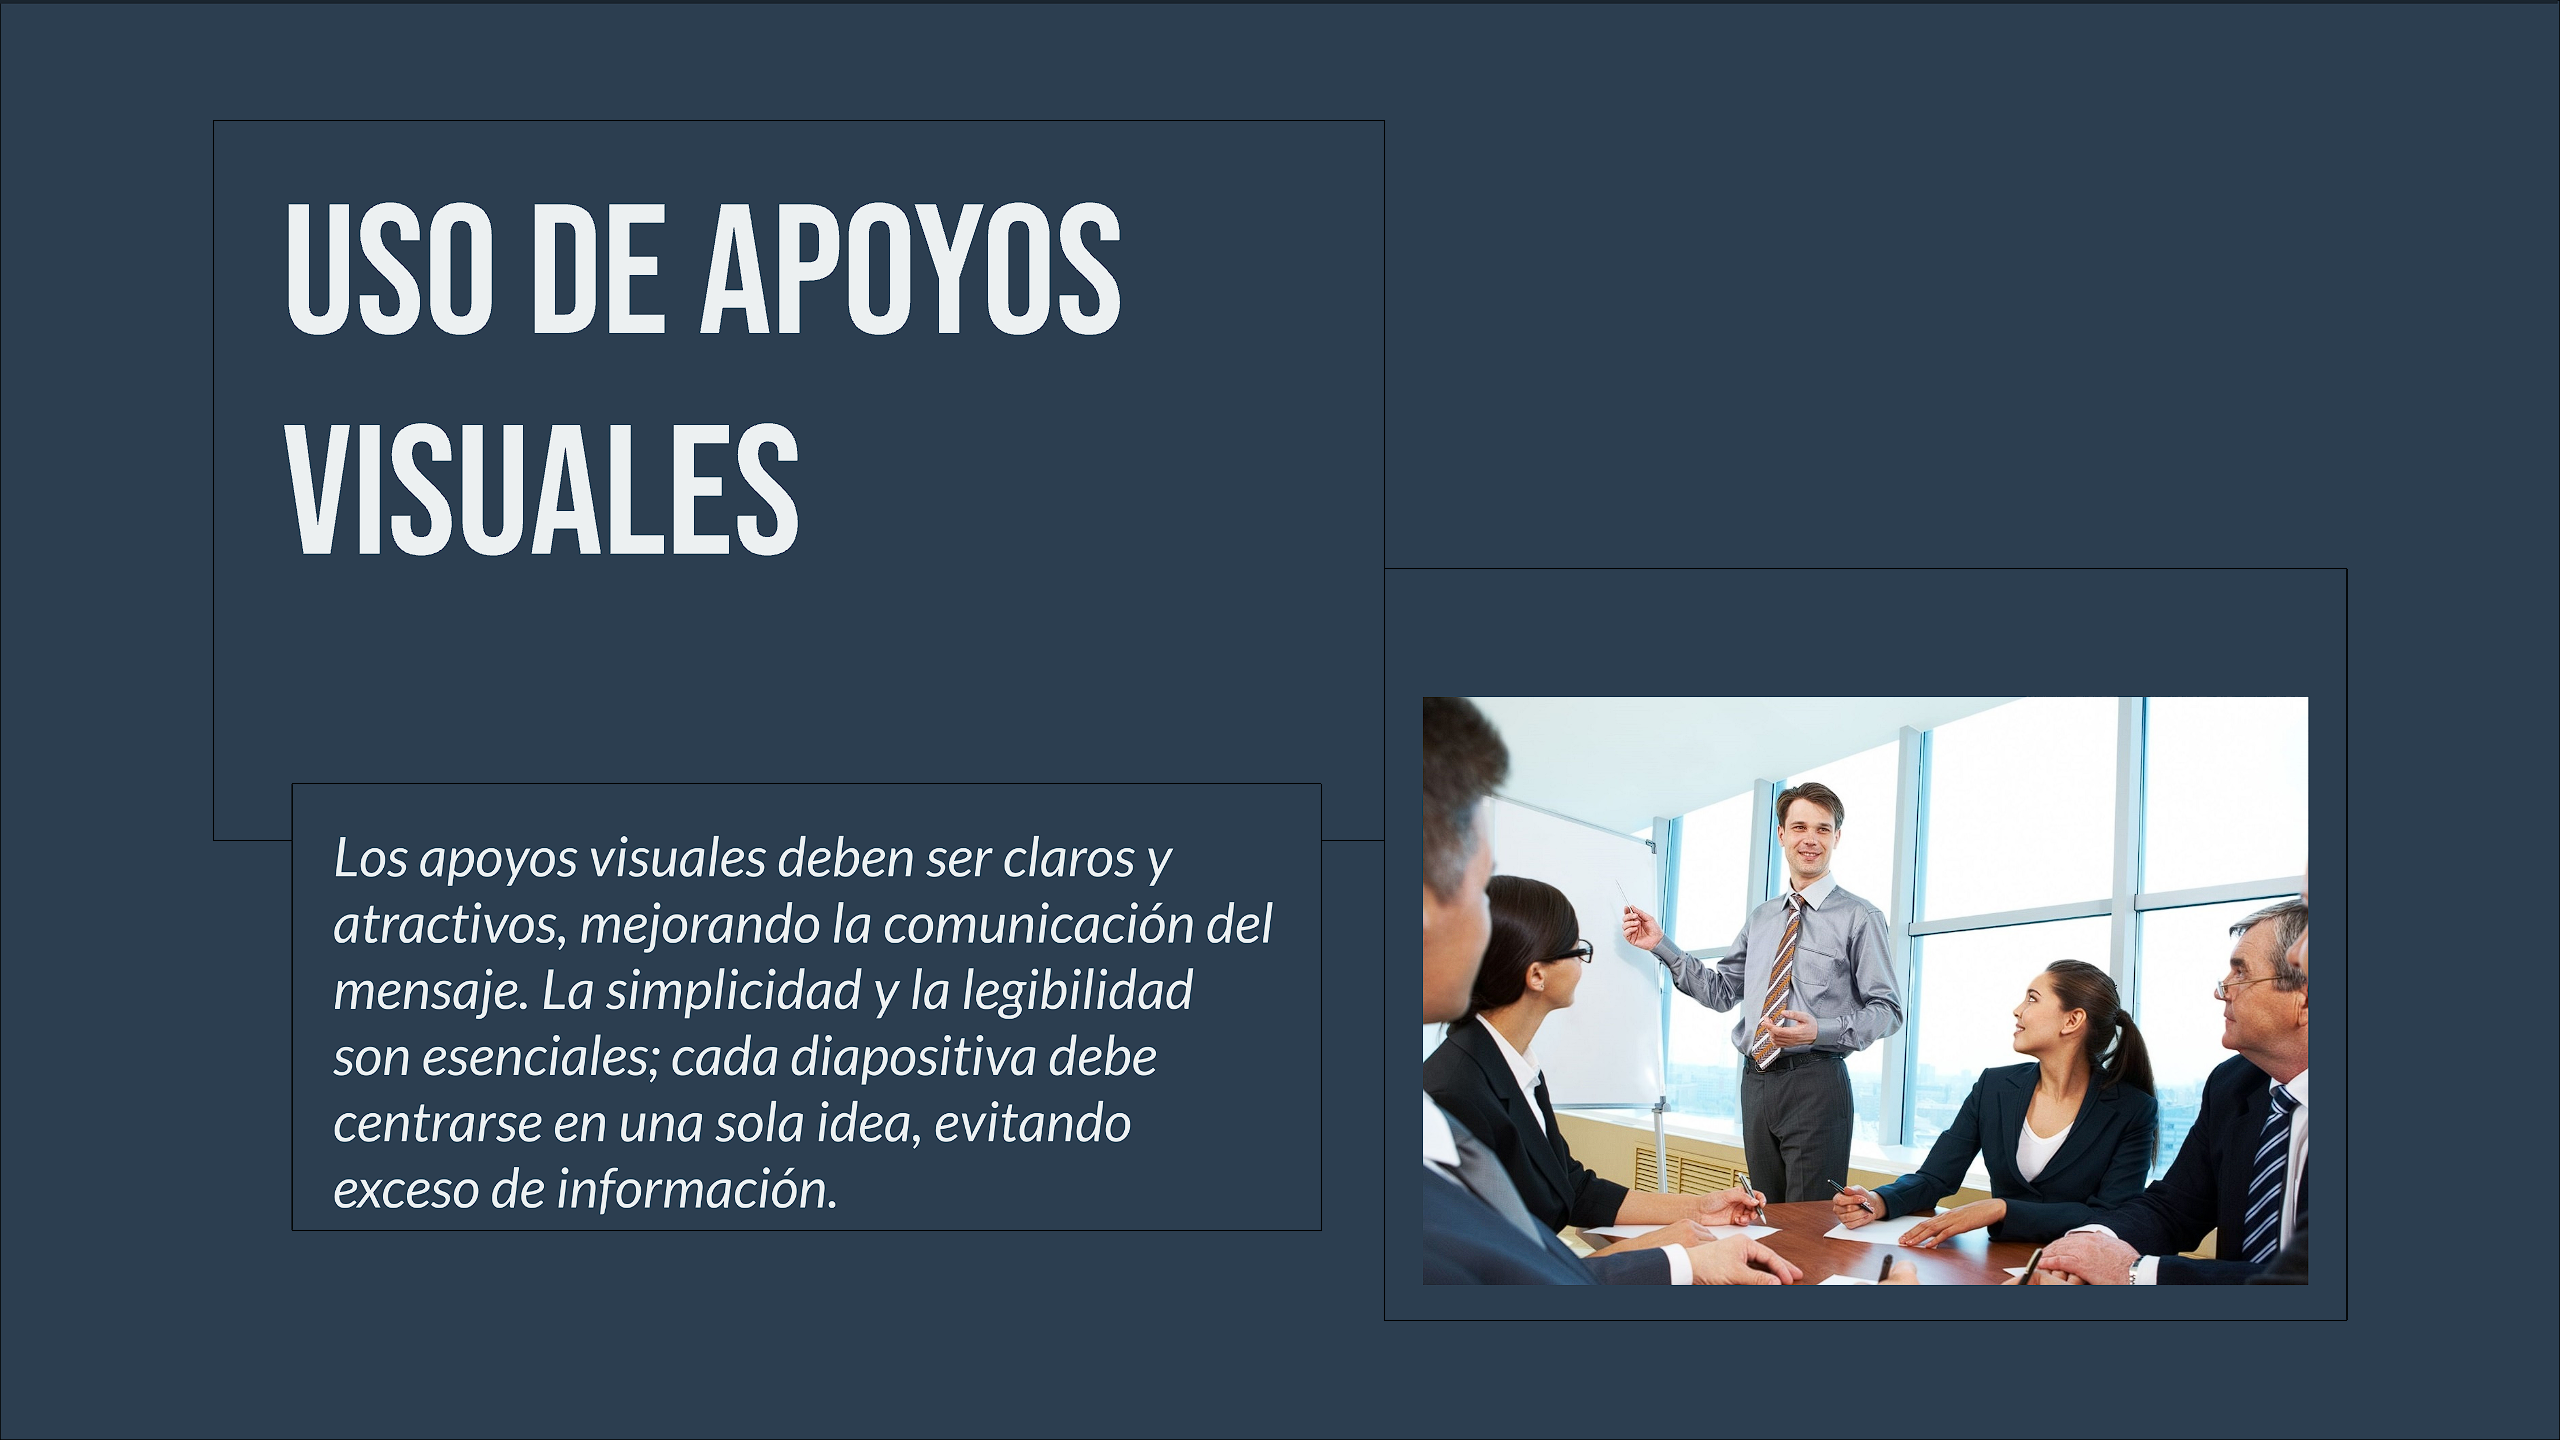 USO DE APOYOS
VISUALES
Los apoyos visuales deben ser claros y
atractivos, mejorando la comunicación del
mensaje. La simplicidad y la legibilidad
son esenciales; cada diapositiva debe
centrarse en una sola idea, evitando
exceso de información.